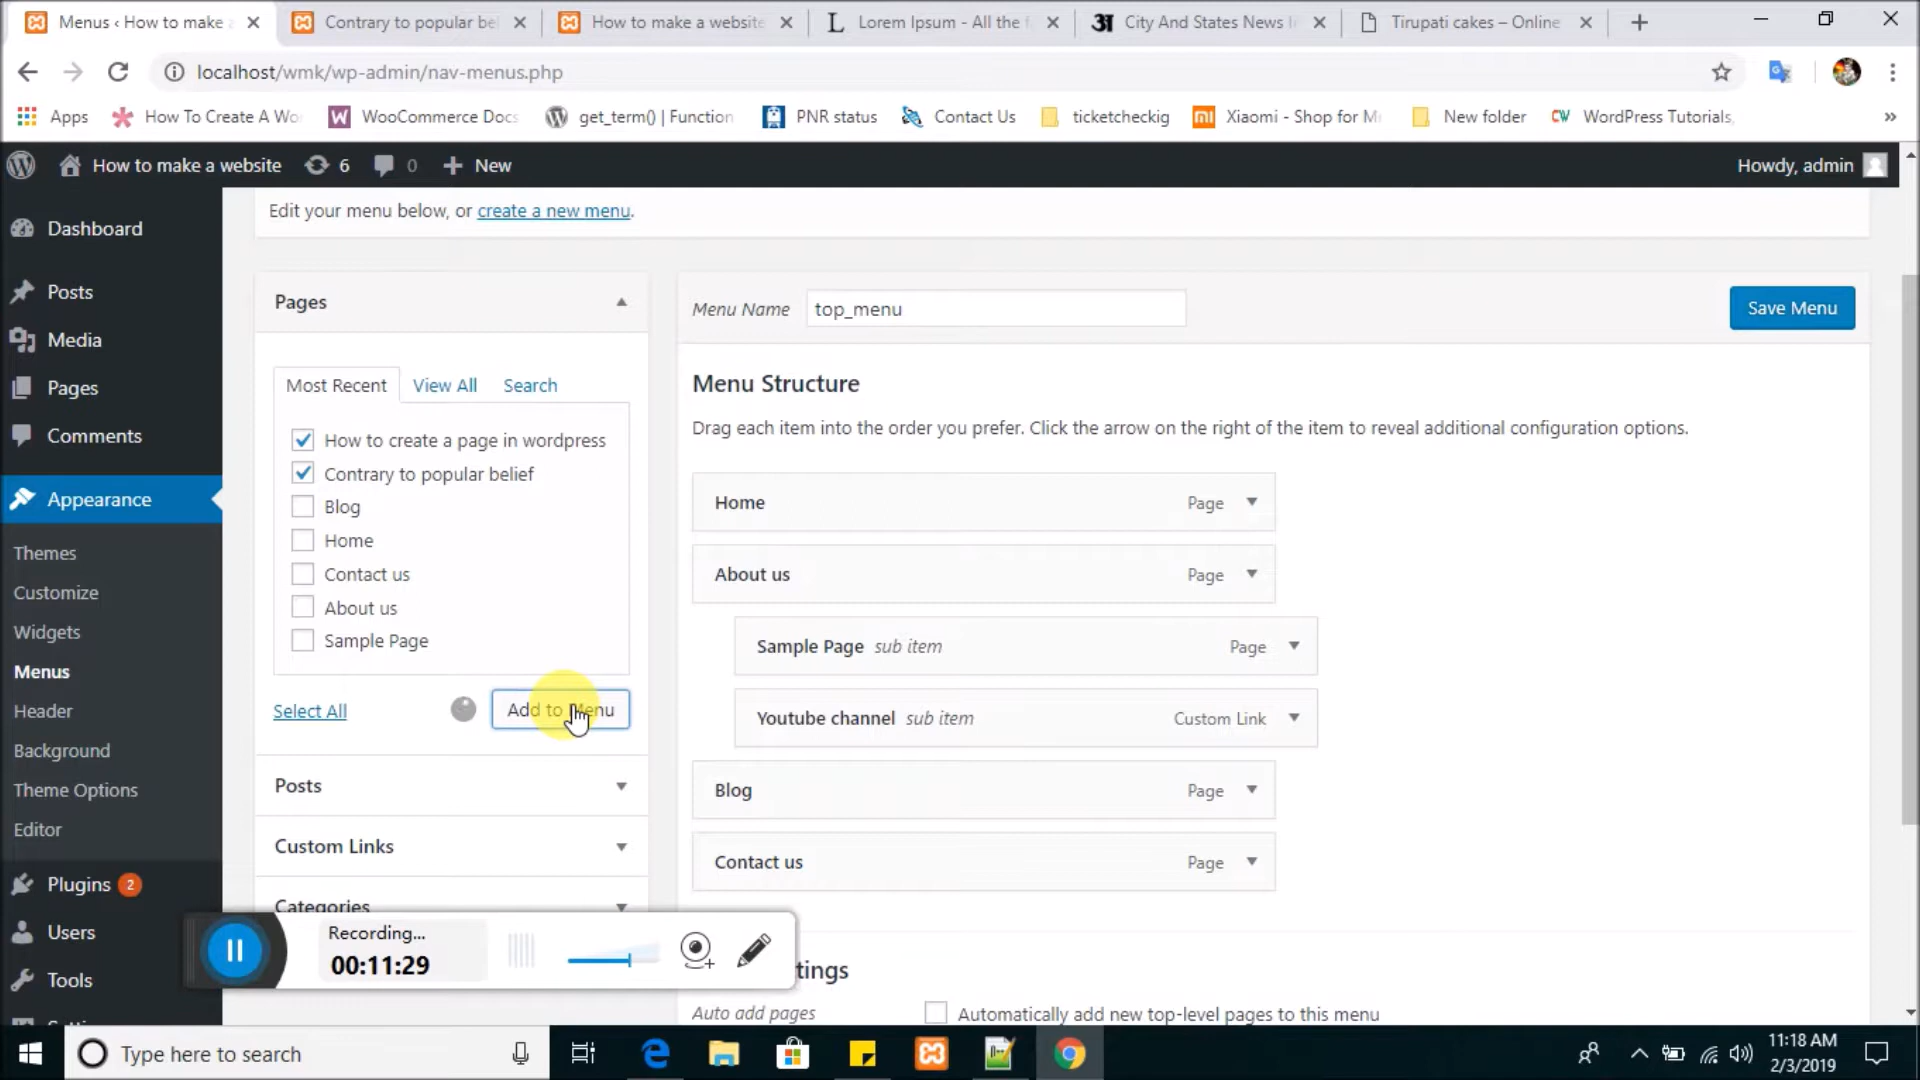 Menus ‹ How to make a
Contrary to popular bel
How to make a website
Lorem Ipsum - All the f
City And States News I
Tirupati cakes – Online
localhost/wmk/wp-admin/nav-menus.php
Apps
How To Create A Wo
WooCommerce Docs
get_term() | Function
PNR status
Contact Us
ticketcheckig
Xiaomi - Shop for M
New folder
WordPress Tutorials,
»
How to make a website
6
0
New
Howdy, admin
Edit your menu below, or create a new menu.
Dashboard
Posts
Media
Pages
Comments
Appearance
Themes
Customize
Widgets
Menus
Header
Background
Theme Options
Editor
Plugins 2
Users
Tools
Pages
Most Recent
View All
Search
How to create a page in wordpress
Contrary to popular belief
Blog
Home
Contact us
About us
Sample Page
Select All
Add to Menu
Posts
Custom Links
Categories
Menu Name
top_menu
Save Menu
Menu Structure
Drag each item into the order you prefer. Click the arrow on the right of the item to reveal additional configuration options.
Home
Page
About us
Page
Sample Page sub item
Page
Youtube channel sub item
Custom Link
Blog
Page
Contact us
Page
tings
Auto add pages
Automatically add new top-level pages to this menu
Recording...
00:11:29
Type here to search
11:18 AM
2/3/2019